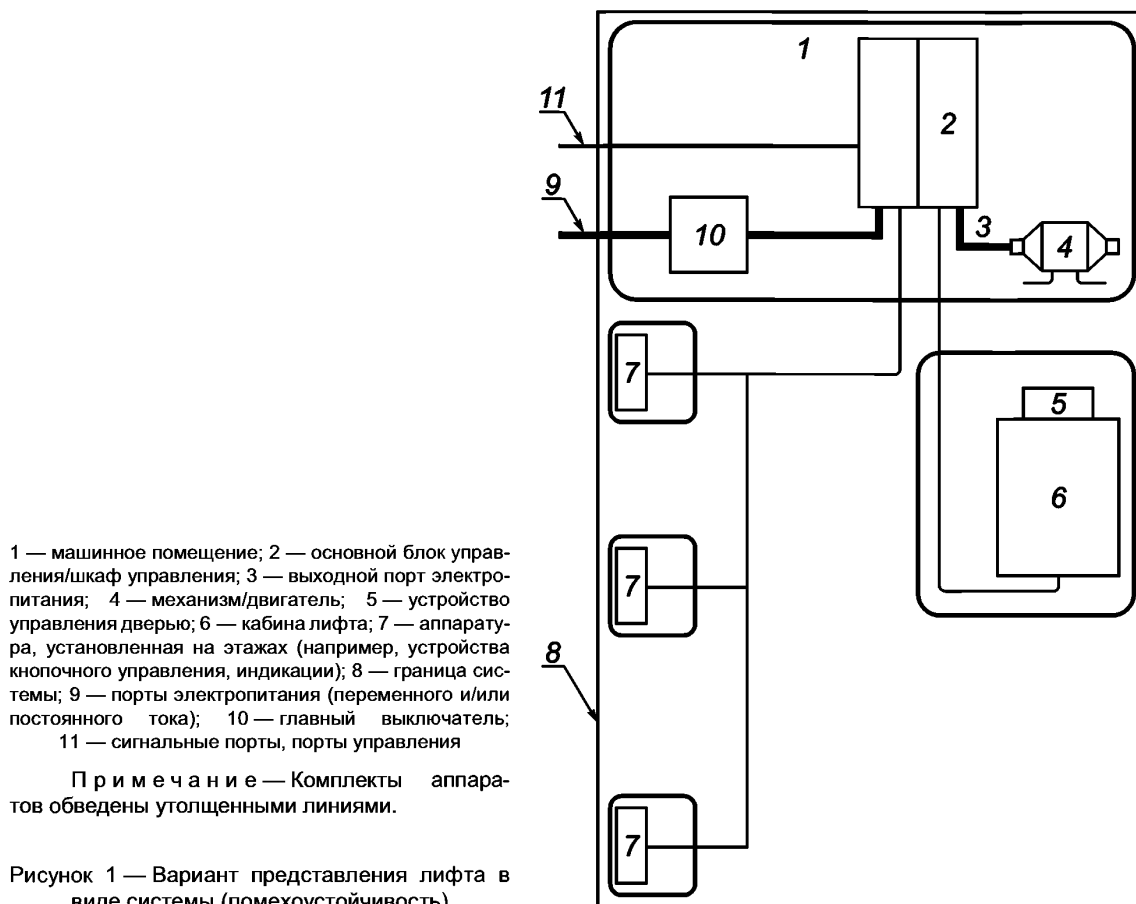 1
11
2
9
10
3
4
7
5
6
7
8
7
1 — машинное помещение; 2 — основной блок управ-
ления/шкаф управления; 3 — выходной порт электро-
питания; 4 — механизм/двигатель; 5 — устройство
управления дверью; 6 — кабина лифта; 7 — аппарату-
ра, установленная на этажах (например, устройства
кнопочного управления, индикации); 8 — граница сис-
темы; 9 — порты электропитания (переменного и/или
постоянного тока); 10 — главный выключатель;
11 — сигнальные порты, порты управления
П р и м е ч а н и е — Комплекты аппара-
тов обведены утолщенными линиями.
Рисунок 1 — Вариант представления лифта в
виде системы (помехоустойчивость)